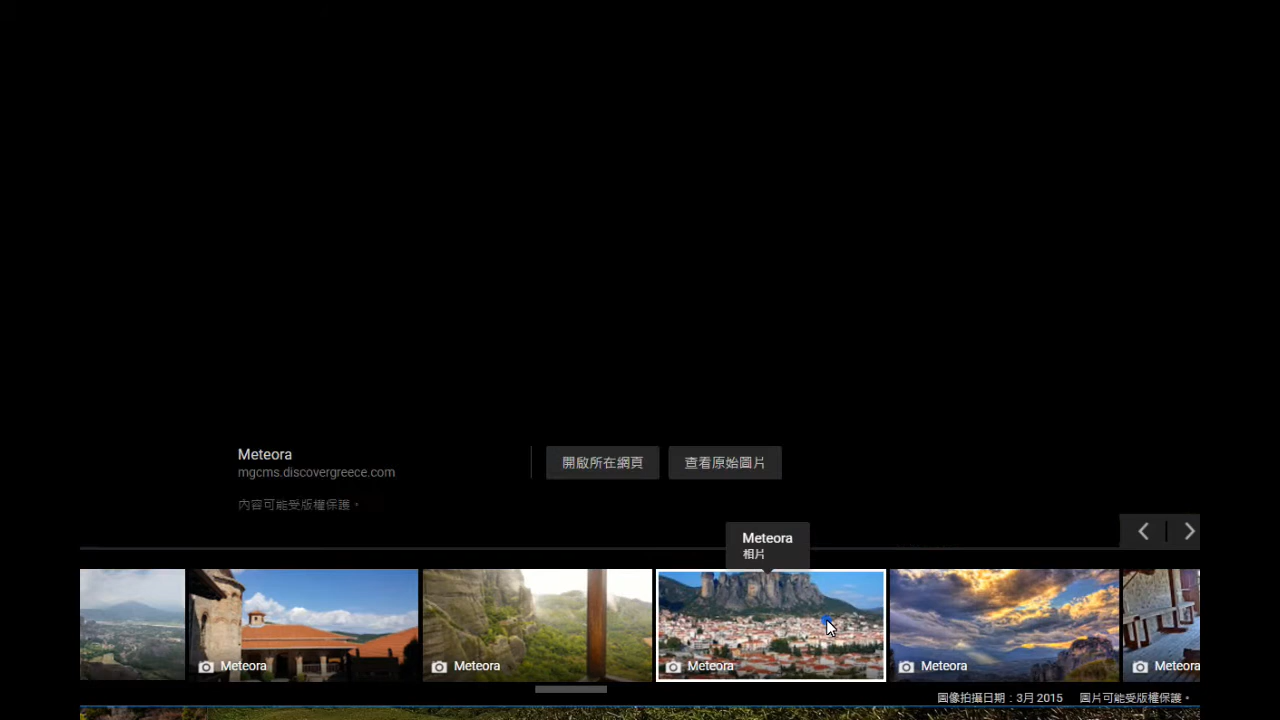 Meteora
mgcms.discovergreece.com
內容可能受版權保護。
開啟所在網頁
查看原始圖片
Meteora
相片
Meteora
Meteora
Meteora
Meteora
Meteora
圖像拍攝日期：3月 2015
圖片可能受版權保護。